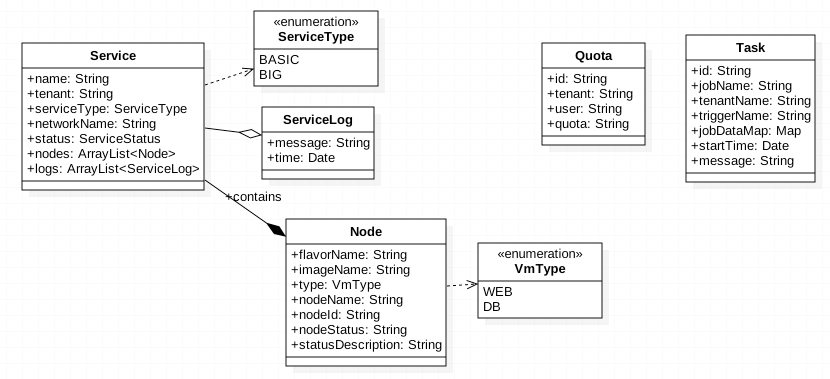 Service
+name: String
+tenant: String
+serviceType: ServiceType
+networkName: String
+status: ServiceStatus
+nodes: ArrayList<Node>
+logs: ArrayList<ServiceLog>
«enumeration»
ServiceType
BASIC
BIG
ServiceLog
+message: String
+time: Date
+contains
Node
+flavorName: String
+imageName: String
+type: VmType
+nodeName: String
+nodeId: String
+nodeStatus: String
+statusDescription: String
«enumeration»
VmType
WEB
DB
Quota
+id: String
+tenant: String
+user: String
+quota: String
Task
+id: String
+jobName: String
+tenantName: String
+triggerName: String
+jobDataMap: Map
+startTime: Date
+message: String